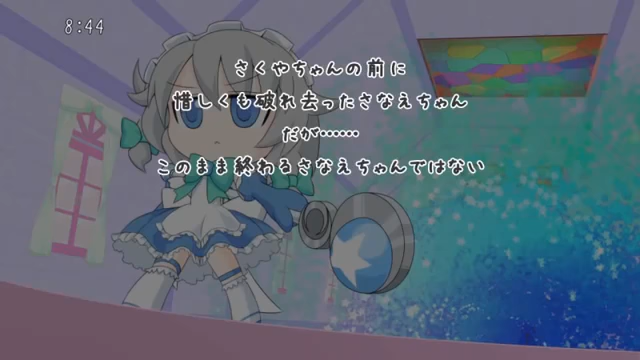 8:44
さくやちゃんの前に
惜しくも破れ去ったさなえちゃん
だが……
このまま終わるさなえちゃんではない